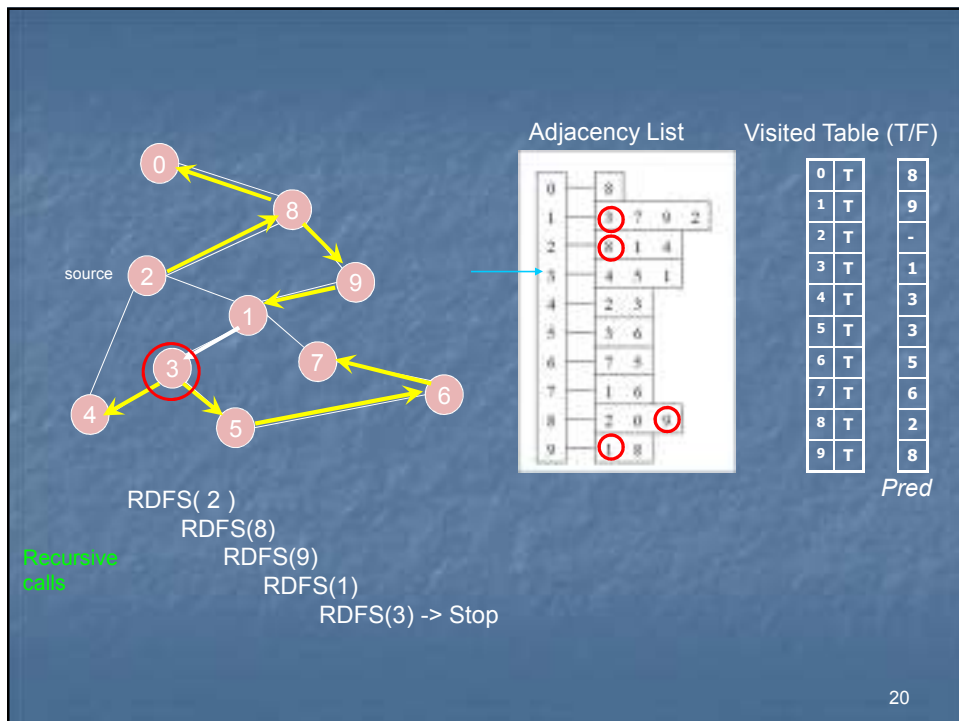 Adjacency List
Visited Table (T/F)
0
8
source
2
9
1
3
7
4
5
6
0 8
1 3 7 9 2
2 8 1 4
3 4 5 1
4 2 3
5 3 6
6 7 5
7 1 6
8 2 0 9
9 1 8
0 T 8
1 T 9
2 T -
3 T 1
4 T 3
5 T 3
6 T 5
7 T 6
8 T 2
9 T 8
Pred
RDFS( 2 )
RDFS(8)
Recursive
calls
RDFS(9)
RDFS(1)
RDFS(3) -> Stop
20